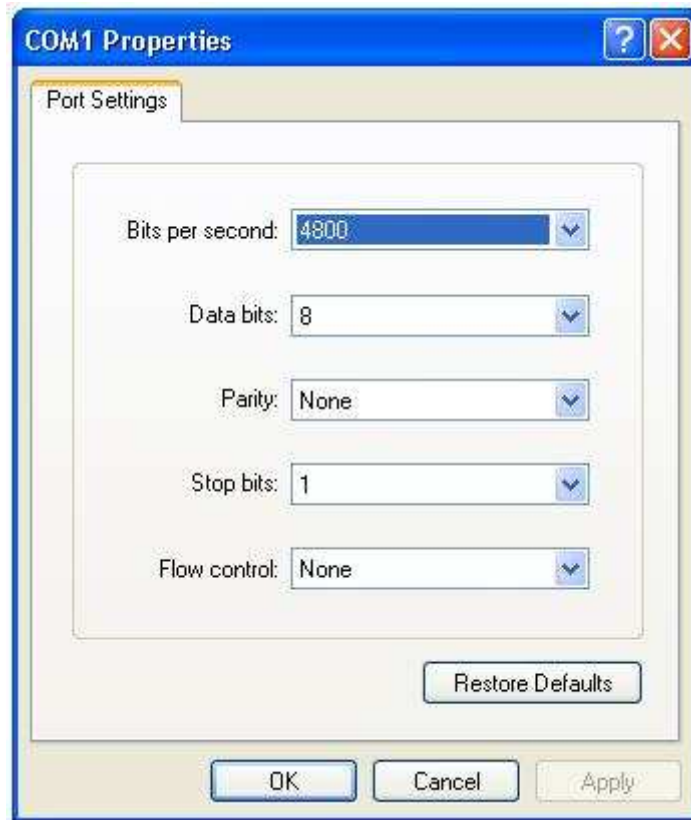 COM1 Properties
Port Settings
Bits per second: 4800
Data bits: 8
Parity: None
Stop bits: 1
Flow control: None
Restore Defaults
OK Cancel Apply